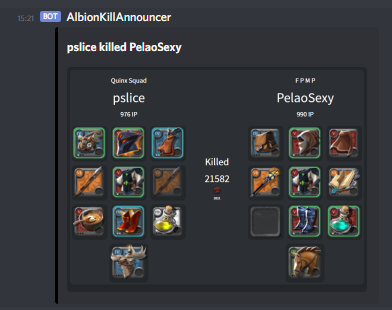 15:21 BOT AlbionKillAnnouncer
pslice killed PelaoSexy
Quinx Squad
pslice
976 IP
Killed
21582
F P M P
PelaoSexy
990 IP